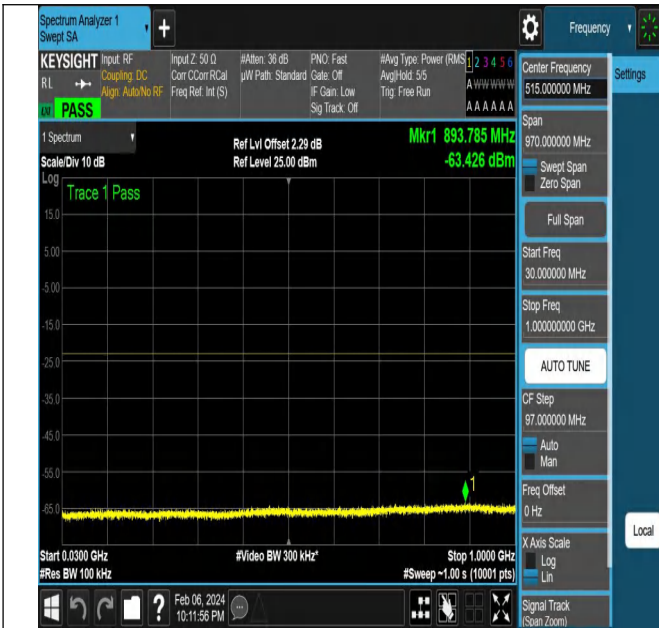 Spectrum Analyzer 1
Swept SA
+
Frequency
KEYSIGHT
RL
PASS
Input: RF
Coupling: DC
Align: Auto/No RF
Input Z: 50 Ω
Corr CCorr RCal
Freq Ref: Int (S)
#Atten: 36 dB
µW Path: Standard
PNO: Fast
Gate: Off
IF Gain: Low
Sig Track: Off
#Avg Type: Power (RMS
Avg|Hold: 5/5
Trig: Free Run
1 2 3 4 5 6
A W W W W W
A A A A A A
Center Frequency
515.000000 MHz
Settings
1 Spectrum
Scale/Div 10 dB
Ref Lvl Offset 2.29 dB
Ref Level 25.00 dBm
Mkr1 893.785 MHz
-63.426 dBm
Log
Trace 1 Pass
15.0
5.00
-5.00
-15.0
-25.0
-35.0
-45.0
-55.0
-65.0
1
Start 0.0300 GHz
#Res BW 100 kHz
#Video BW 300 kHz*
Stop 1.0000 GHz
#Sweep ~1.00 s (10001 pts)
Span
970.000000 MHz
Swept Span
Zero Span
Full Span
Start Freq
30.000000 MHz
Stop Freq
1.000000000 GHz
AUTO TUNE
CF Step
97.000000 MHz
Auto
Man
Freq Offset
0 Hz
X Axis Scale
Log
Lin
Signal Track
(Span Zoom)
Local
?
Feb 06, 2024
10:11:56 PM